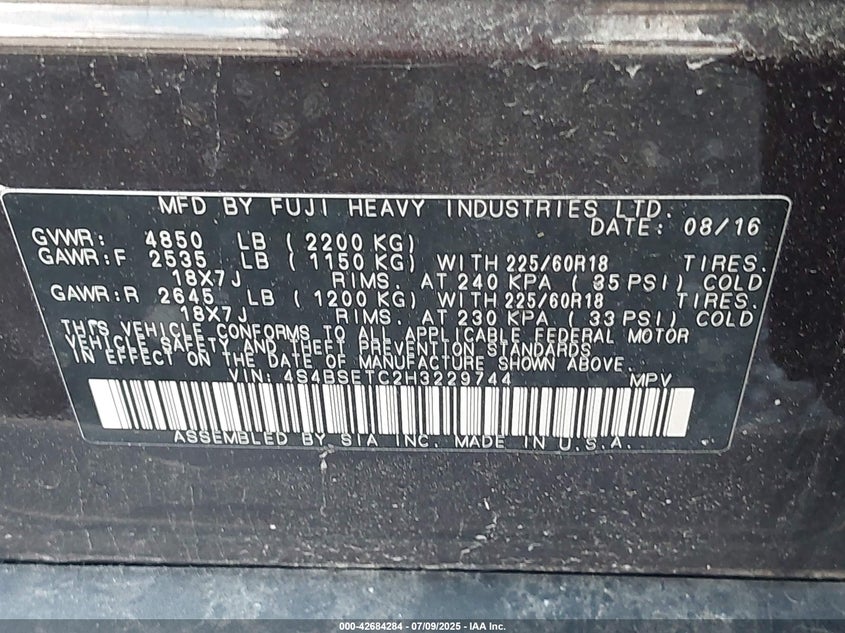 MFD BY FUJI HEAVY INDUSTRIES LTD.
DATE: 08/16
GVWR: 4850 LB (2200 KG)
GAWR:F 2535 LB (1150 KG) WITH 225/60R18 TIRES.
18X7J RIMS. AT 240 KPA (35 PSI) COLD
GAWR:R 2645 LB (1200 KG) WITH 225/60R18 TIRES.
18X7J RIMS. AT 230 KPA (33 PSI) COLD
THIS VEHICLE CONFORMS TO ALL APPLICABLE FEDERAL MOTOR
VEHICLE SAFETY AND THEFT PREVENTION STANDARDS
IN EFFECT ON THE DATE OF MANUFACTURE SHOWN ABOVE.
VIN: 4S4BSETC2H3229744 MPV
ASSEMBLED BY SIA INC. MADE IN U.S.A.
000-42684284 - 07/09/2025 - IAA Inc.